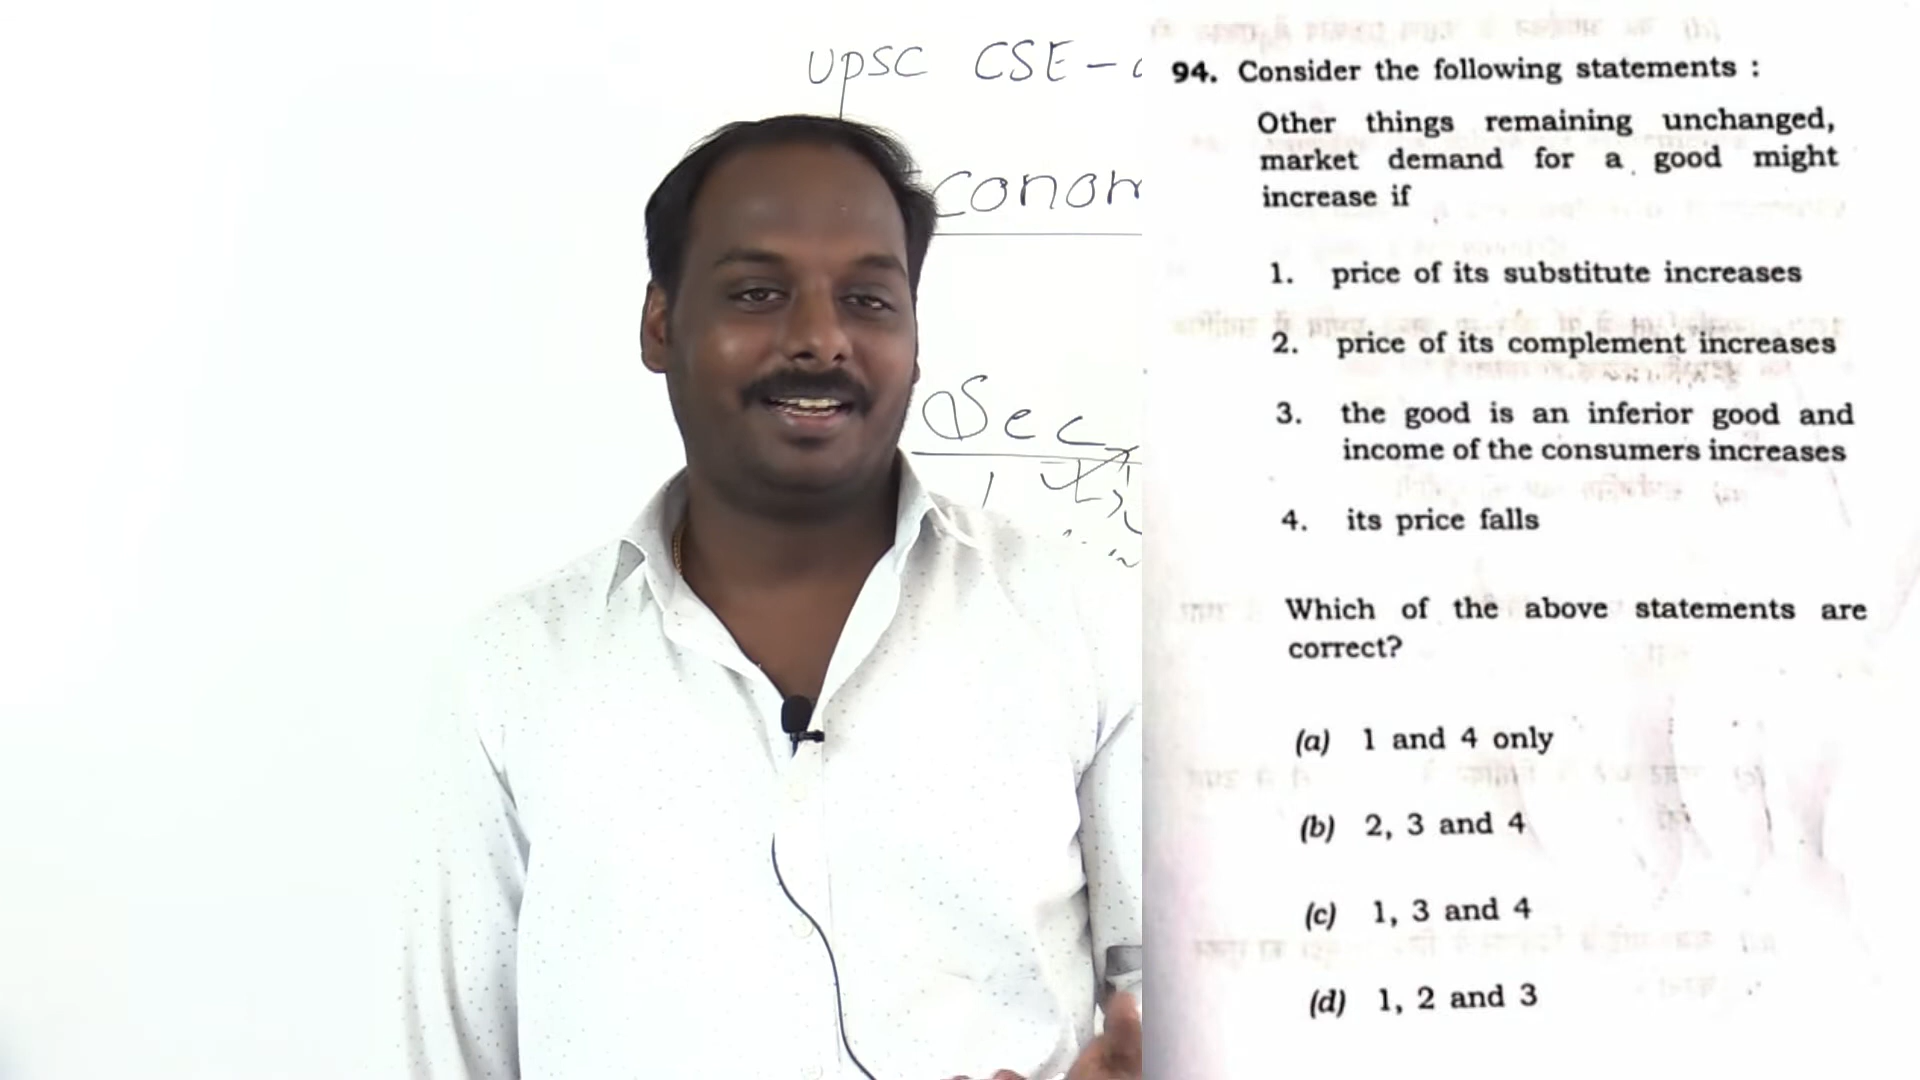 UPSC CSE -
conom
Sec
1
94. Consider the following statements :
Other things remaining unchanged,
market demand for a good might
increase if
1. price of its substitute increases
2. price of its complement increases
3. the good is an inferior good and
income of the consumers increases
4. its price falls
Which of the above statements are
correct?
(a) 1 and 4 only
(b) 2, 3 and 4
(c) 1, 3 and 4
(d) 1, 2 and 3